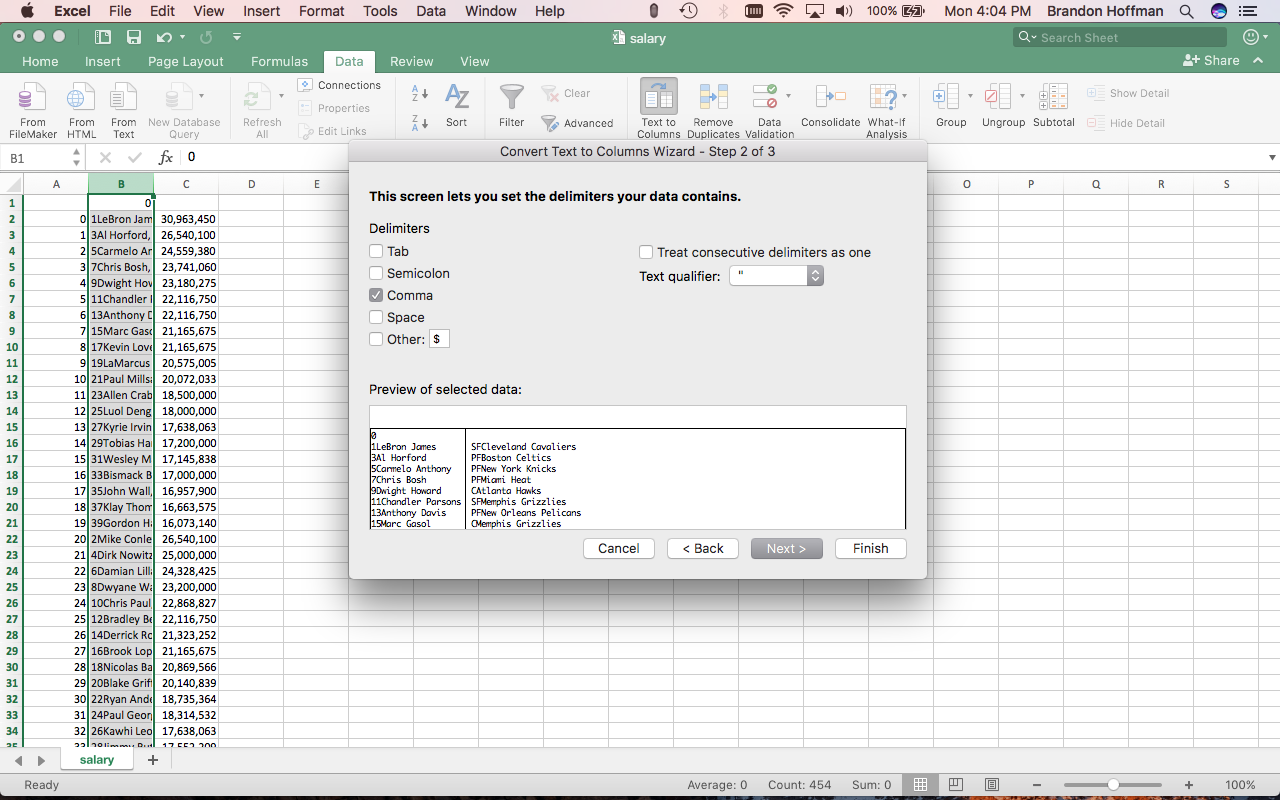 Excel File Edit View Insert Format Tools Data Window Help 100% Mon 4:04 PM Brandon Hoffman
salary
Search Sheet
Home Insert Page Layout Formulas Data Review View
Share
From FileMaker
From HTML
From Text
New Database Query
Refresh All
Connections
Properties
Edit Links
Sort
Filter
Clear
Advanced
Text to Columns
Remove Duplicates
Data Validation
Consolidate
What-If Analysis
Group
Ungroup
Subtotal
Show Detail
Hide Detail
B1 fx 0
Convert Text to Columns Wizard - Step 2 of 3
This screen lets you set the delimiters your data contains.
Delimiters
Tab
Semicolon
Comma
Space
Other: $
Treat consecutive delimiters as one
Text qualifier: "
Preview of selected data:
0
1LeBron James SFCleveland Cavaliers
3Al Horford PFBoston Celtics
5Carmelo Anthony PFNew York Knicks
7Chris Bosh PFMiami Heat
9Dwight Howard CAtlanta Hawks
11Chandler Parsons SFMemphis Grizzlies
13Anthony Davis PFNew Orleans Pelicans
15Marc Gasol CMemphis Grizzlies
Cancel < Back Next > Finish
A B C D E O P Q R S
1 0
2 0 1LeBron Jam 30,963,450
3 1 3Al Horford, 26,540,100
4 2 5Carmelo An 24,559,380
5 3 7Chris Bosh, 23,741,060
6 4 9Dwight How 23,180,275
7 5 11Chandler 22,116,750
8 6 13Anthony D 22,116,750
9 7 15Marc Gaso 21,165,675
10 8 17Kevin Love 21,165,675
11 9 19LaMarcus 20,575,005
12 10 21Paul Millsa 20,072,033
13 11 23Allen Crab 18,500,000
14 12 25Luol Deng 18,000,000
15 13 27Kyrie Irvin 17,638,063
16 14 29Tobias Ha 17,200,000
17 15 31Wesley M 17,145,838
18 16 33Bismack B 17,000,000
19 17 35John Wall, 16,957,900
20 18 37Klay Thom 16,663,575
21 19 39Gordon Ha 16,073,140
22 20 2Mike Conle 26,540,100
23 21 4Dirk Nowitz 25,000,000
24 22 6Damian Lill 24,328,425
25 23 8Dwyane Wa 23,200,000
26 24 10Chris Paul 22,868,827
27 25 12Bradley Be 22,116,750
28 26 14Derrick Ro 21,323,252
29 27 16Brook Lop 21,165,675
30 28 18Nicolas Ba 20,869,566
31 29 20Blake Griff 20,140,839
32 30 22Ryan Ande 18,735,364
33 31 24Paul Geor 18,314,532
34 32 26Kawhi Leo 17,638,063
salary
Ready Average: 0 Count: 454 Sum: 0 100%